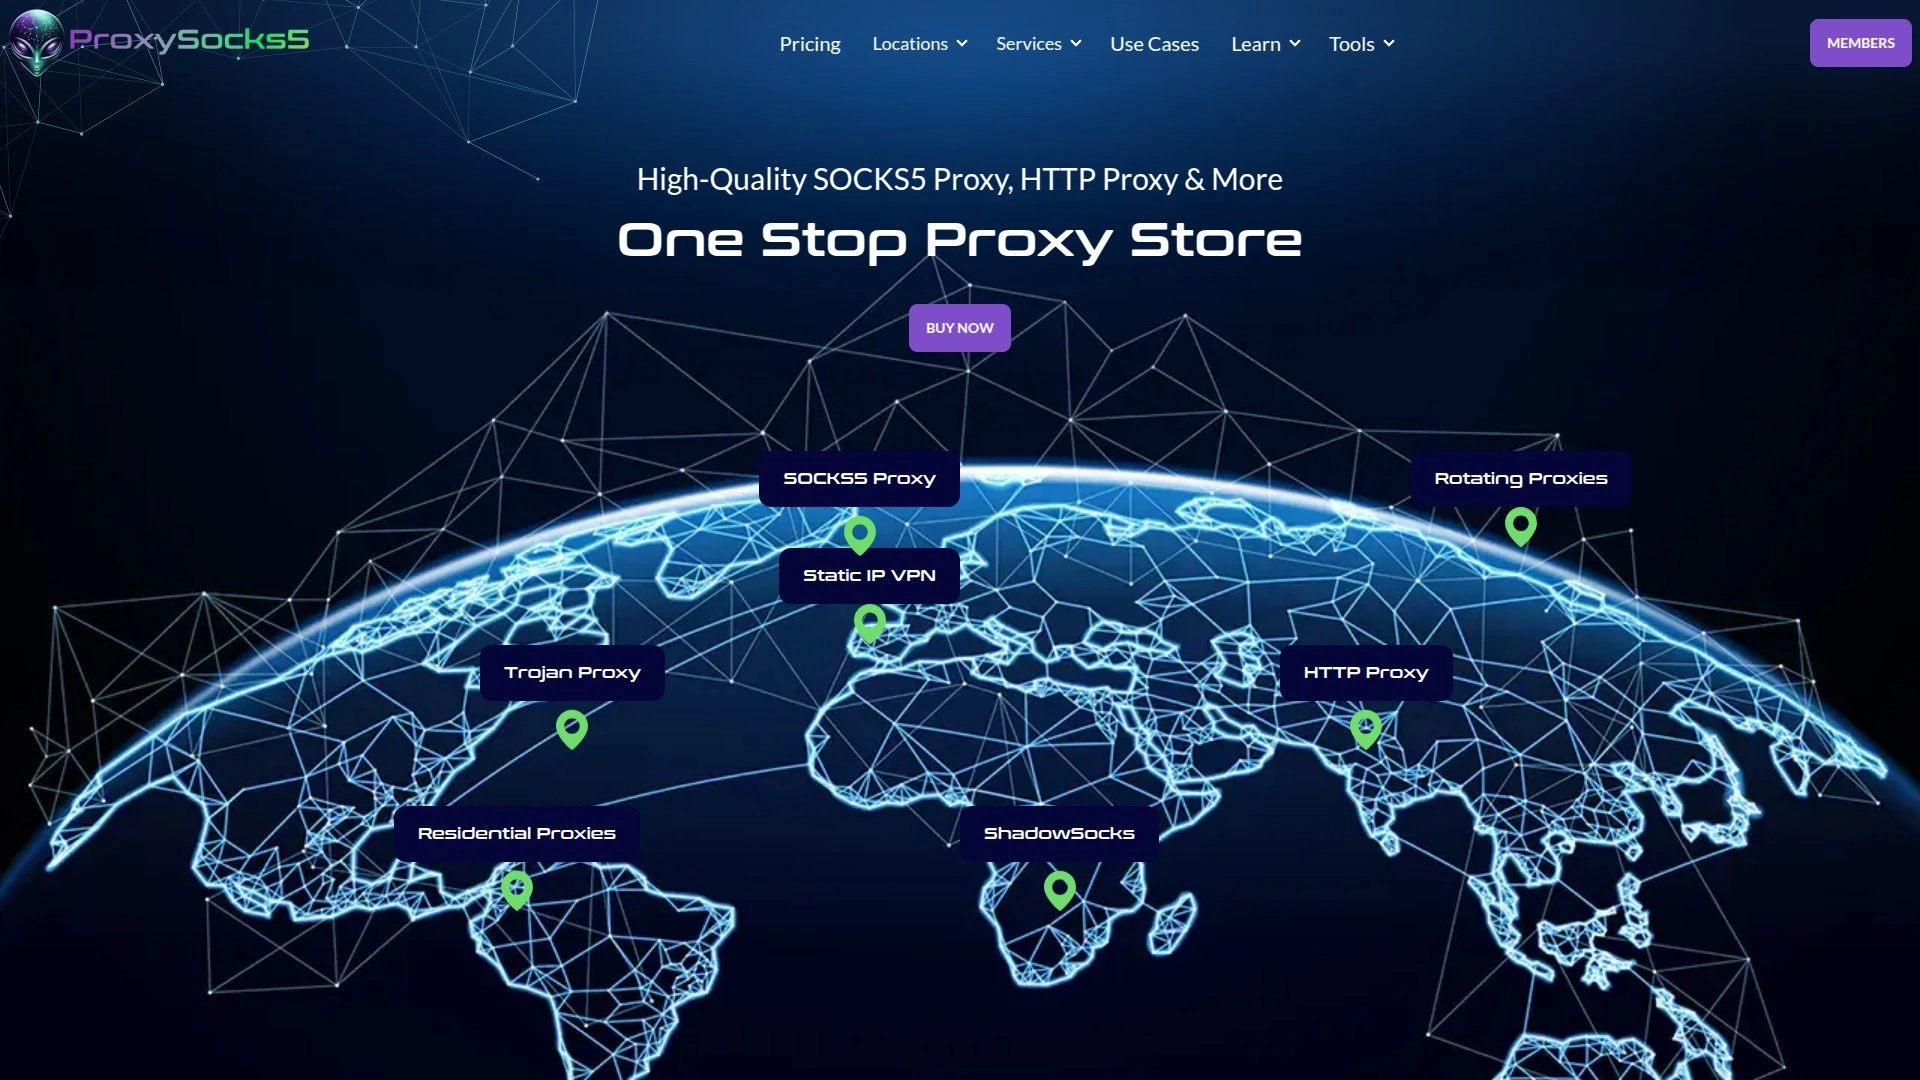 ProxySocks5
Pricing
Locations
Services
Use Cases
Learn
Tools
MEMBERS
High-Quality SOCKS5 Proxy, HTTP Proxy & More
One Stop Proxy Store
BUY NOW
SOCKS5 Proxy
Rotating Proxies
Static IP VPN
Trojan Proxy
HTTP Proxy
Residential Proxies
ShadowSocks